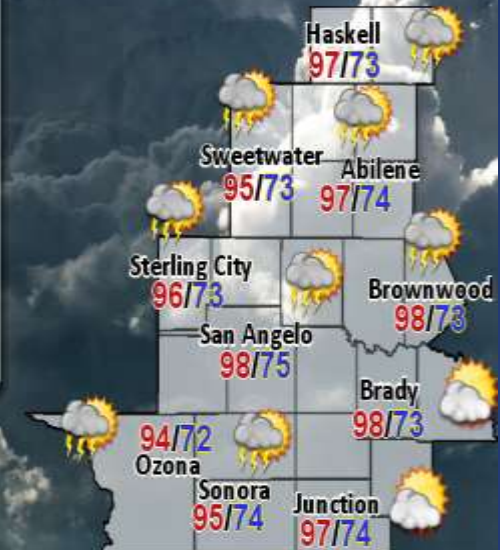 Haskell
97/73
Sweetwater
95/73
Abilene
97/74
Sterling City
96/73
Brownwood
98/73
San Angelo
98/75
Brady
98/73
94/72
Ozona
Sonora
95/74
Junction
97/74